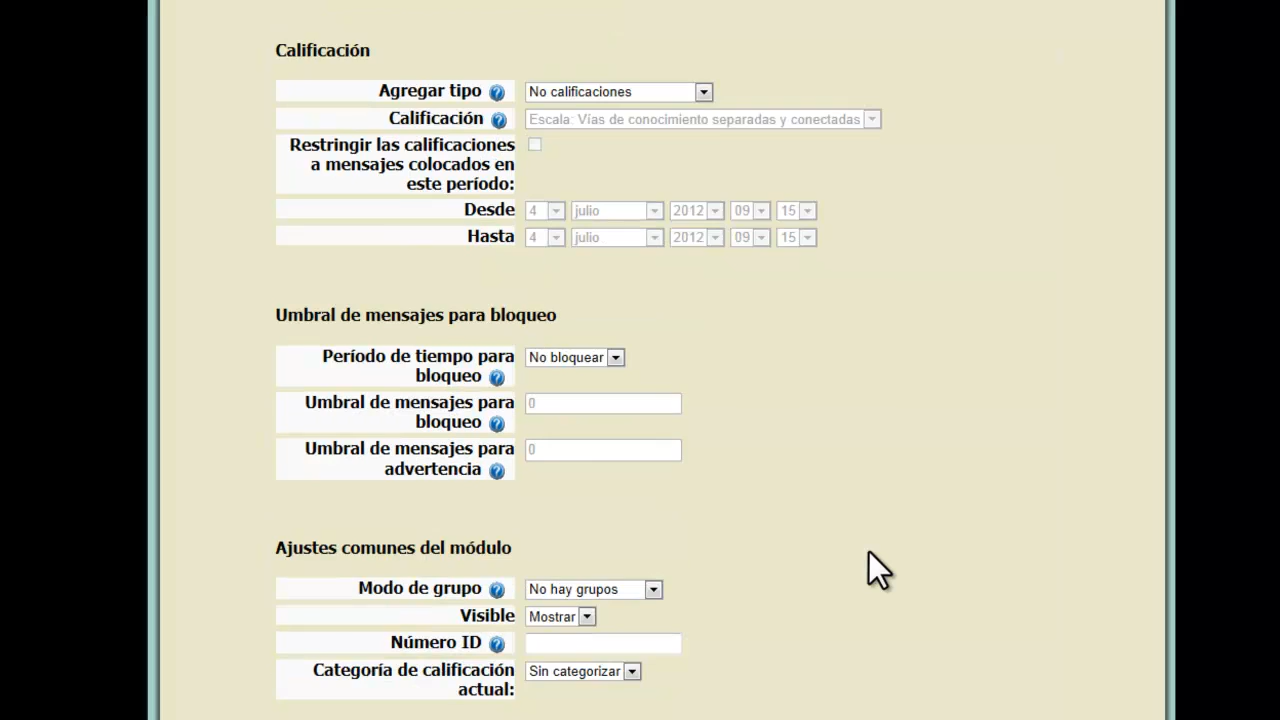 Calificación
Agregar tipo No calificaciones
Calificación Escala: Vías de conocimiento separadas y conectadas
Restringir las calificaciones
a mensajes colocados en
este período:
Desde 4 julio 2012 09 15
Hasta 4 julio 2012 09 15
Umbral de mensajes para bloqueo
Período de tiempo para
bloqueo No bloquear
Umbral de mensajes para
bloqueo 0
Umbral de mensajes para
advertencia 0
Ajustes comunes del módulo
Modo de grupo No hay grupos
Visible Mostrar
Número ID
Categoría de calificación
actual: Sin categorizar